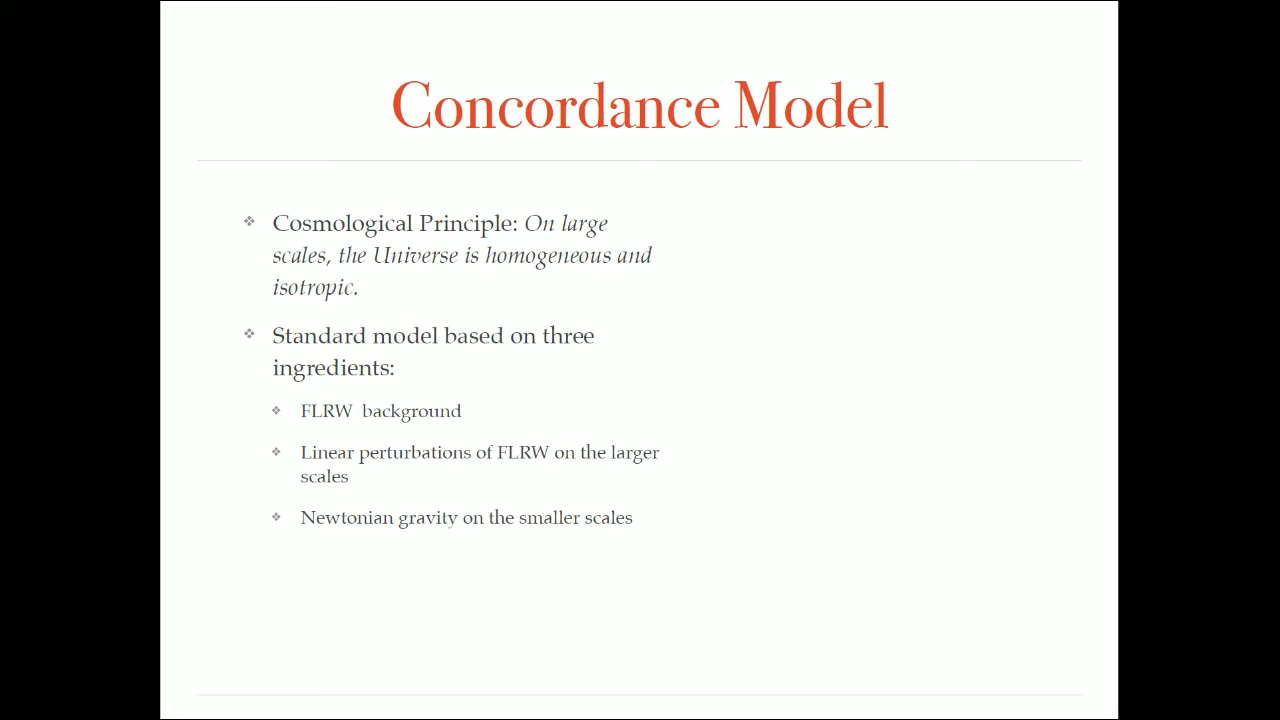 Concordance Model
❖ Cosmological Principle: On large
scales, the Universe is homogeneous and
isotropic.
❖ Standard model based on three
ingredients:
❖ FLRW background
❖ Linear perturbations of FLRW on the larger
scales
❖ Newtonian gravity on the smaller scales